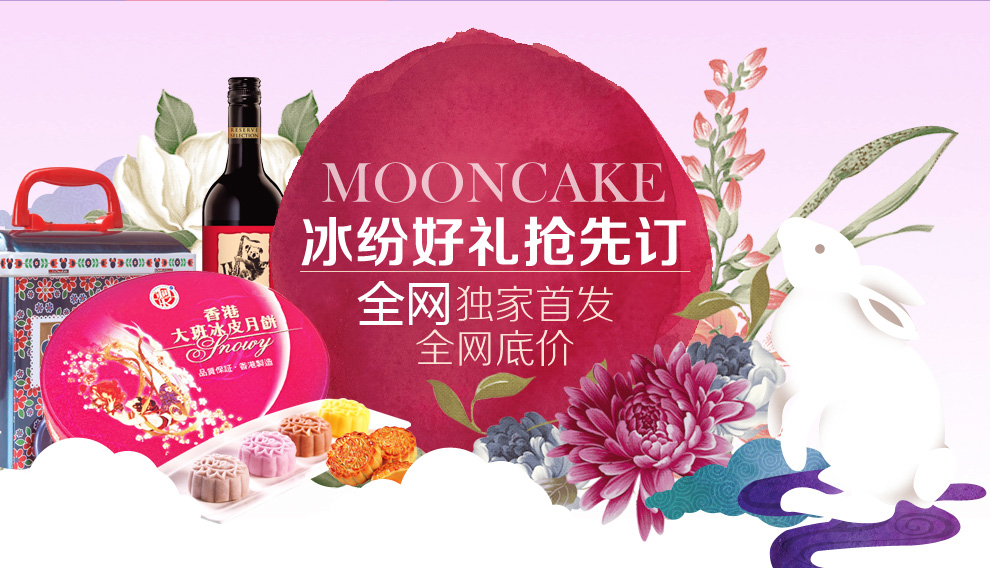 MOONCAKE
冰纷好礼抢先订
全网独家首发
全网底价
RESERVE
SELECTION
香港
大班冰皮月餅
Snowy
品質保証·香港製造